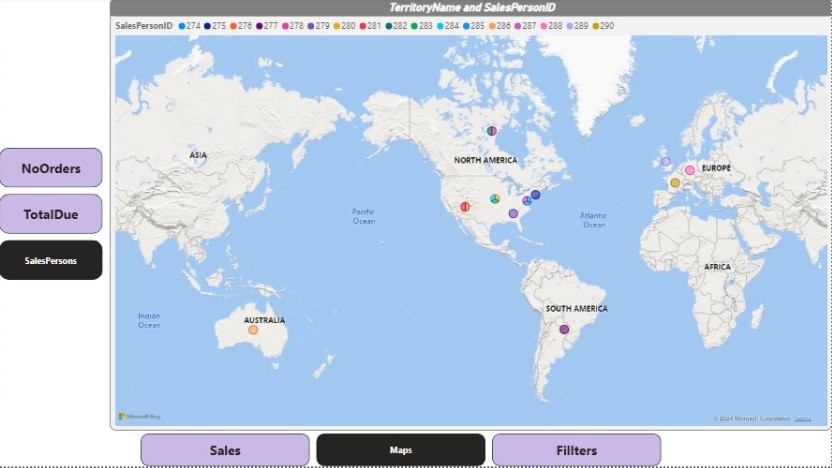 TerritoryName and SalesPersonID
SalesPersonID 274 275 276 277 278 279 280 281 282 283 284 285 286 287 288 289 290
ASIA
NORTH AMERICA
EUROPE
NoOrders
TotalDue
SalesPersons
Pacific
Ocean
Atlantic
Ocean
AFRICA
Indian
Ocean
AUSTRALIA
SOUTH AMERICA
Microsoft Bing
© 2024 Microsoft Corporation
Sales
Maps
Fillters